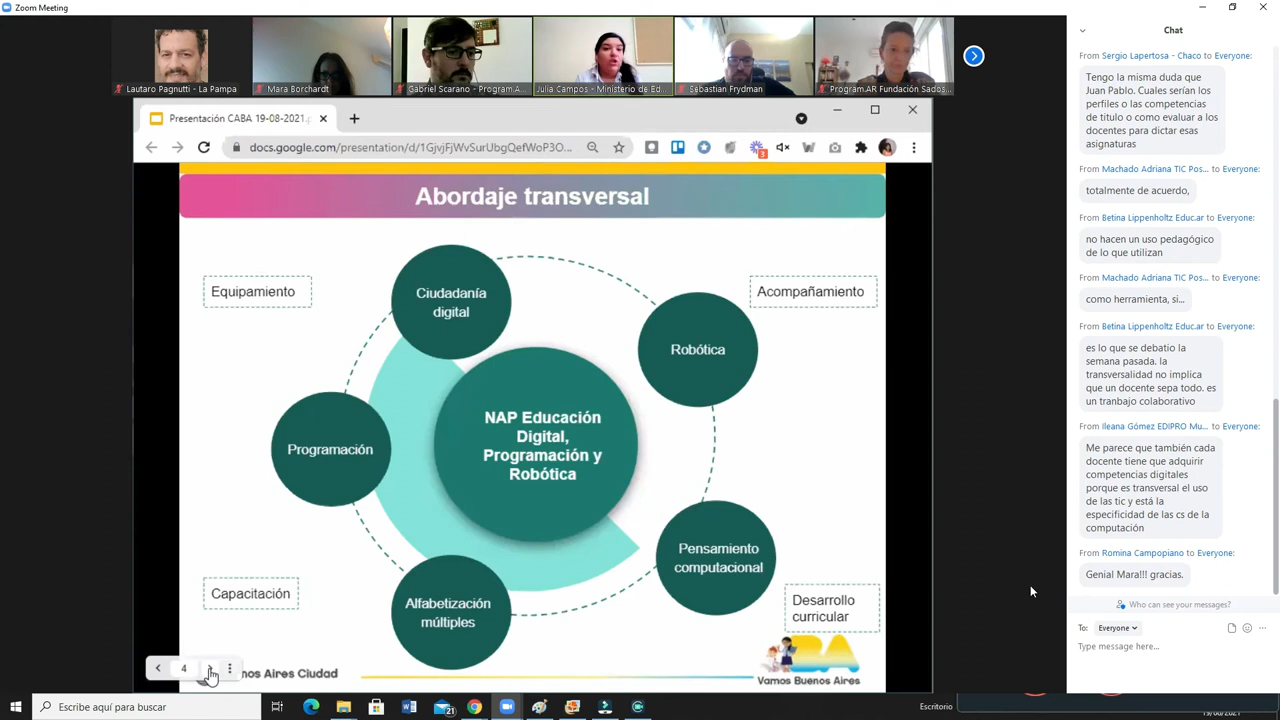 Zoom Meeting
Lautaro Pagnutti - La Pampa
Mara Borchardt
Gabriel Scarano - Program.A...
Julia Campos - Ministerio de Ed...
Sebastian Frydman
Program.AR Fundación Sados...
Presentación CABA 19-08-2021.
docs.google.com/presentation/d/1GjvjFjWvSurUbgQefWoP3O...
3
Abordaje transversal
Equipamiento
Ciudadanía
digital
Acompañamiento
Robótica
NAP Educación
Digital,
Programación y
Robótica
Programación
Pensamiento
computacional
Capacitación
Alfabetización
múltiples
Desarrollo
curricular
4
nos Aires Ciudad
BA
Vamos Buenos Aires
Chat
From Sergio Lapertosa - Chaco to Everyone:
Tengo la misma duda que
Juan Pablo. Cuales serían los
perfiles o las competencias
de titulo o como evaluar a los
docentes para dictar esas
asignaturas
From Machado Adriana TIC Pos... to Everyone:
totalmente de acuerdo,
From Betina Lippenholtz Educ.ar to Everyone:
no hacen un uso pedagógico
de lo que utilizan
From Machado Adriana TIC Pos... to Everyone:
como herramienta, si...
From Betina Lippenholtz Educ.ar to Everyone:
es lo que se debatio la
semana pasada. la
transversalidad no implica
que un docente sepa todo. es
un tranbajo colaborativo
From Ileana Gómez EDIPRO Mu... to Everyone:
Me parece que también cada
docente tiene que adquirir
competencias digitales
porque es transversal el uso
de las tic y está la
especificidad de las cs de la
computación
From Romina Campopiano to Everyone:
Genial Mara!!! gracias.
Who can see your messages?
To: Everyone
Type message here...
Escribe aquí para buscar
21
Escritorio
19/08/2021